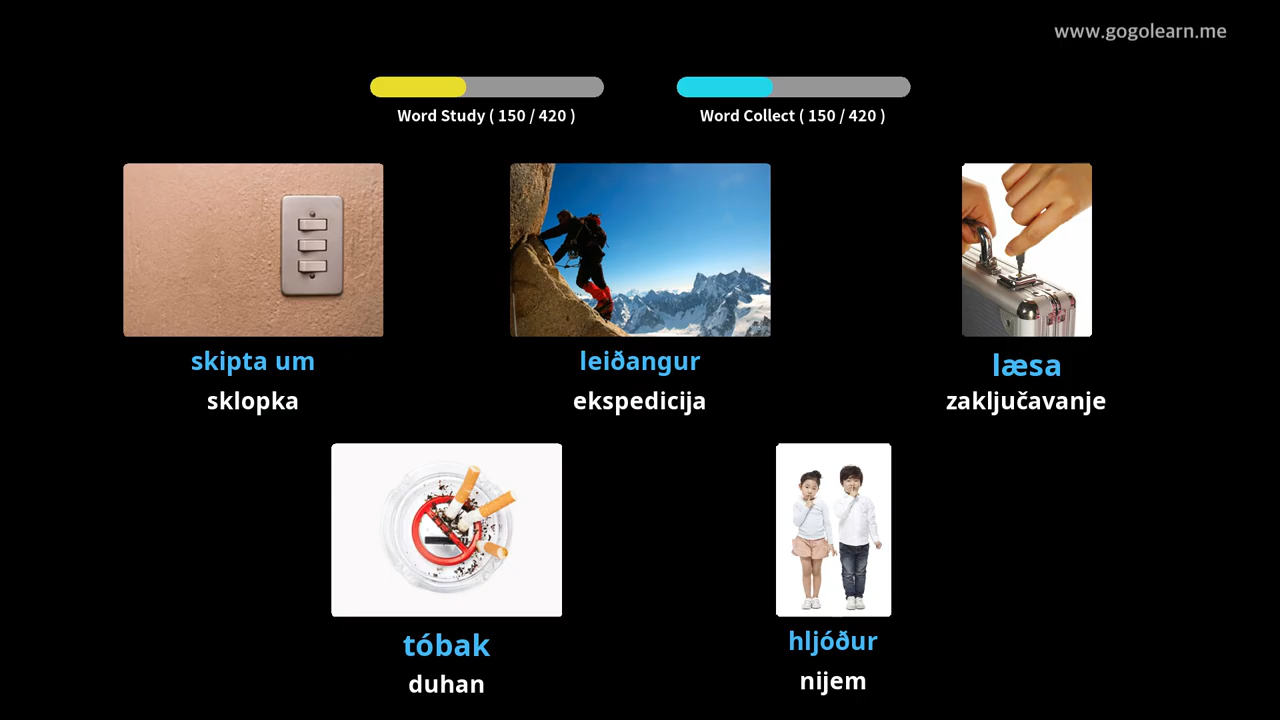 www.gogolearn.me
Word Study ( 150 / 420 )
Word Collect ( 150 / 420 )
skipta um
sklopka
leiðangur
ekspedicija
læsa
zaključavanje
tóbak
duhan
hljóður
nijem